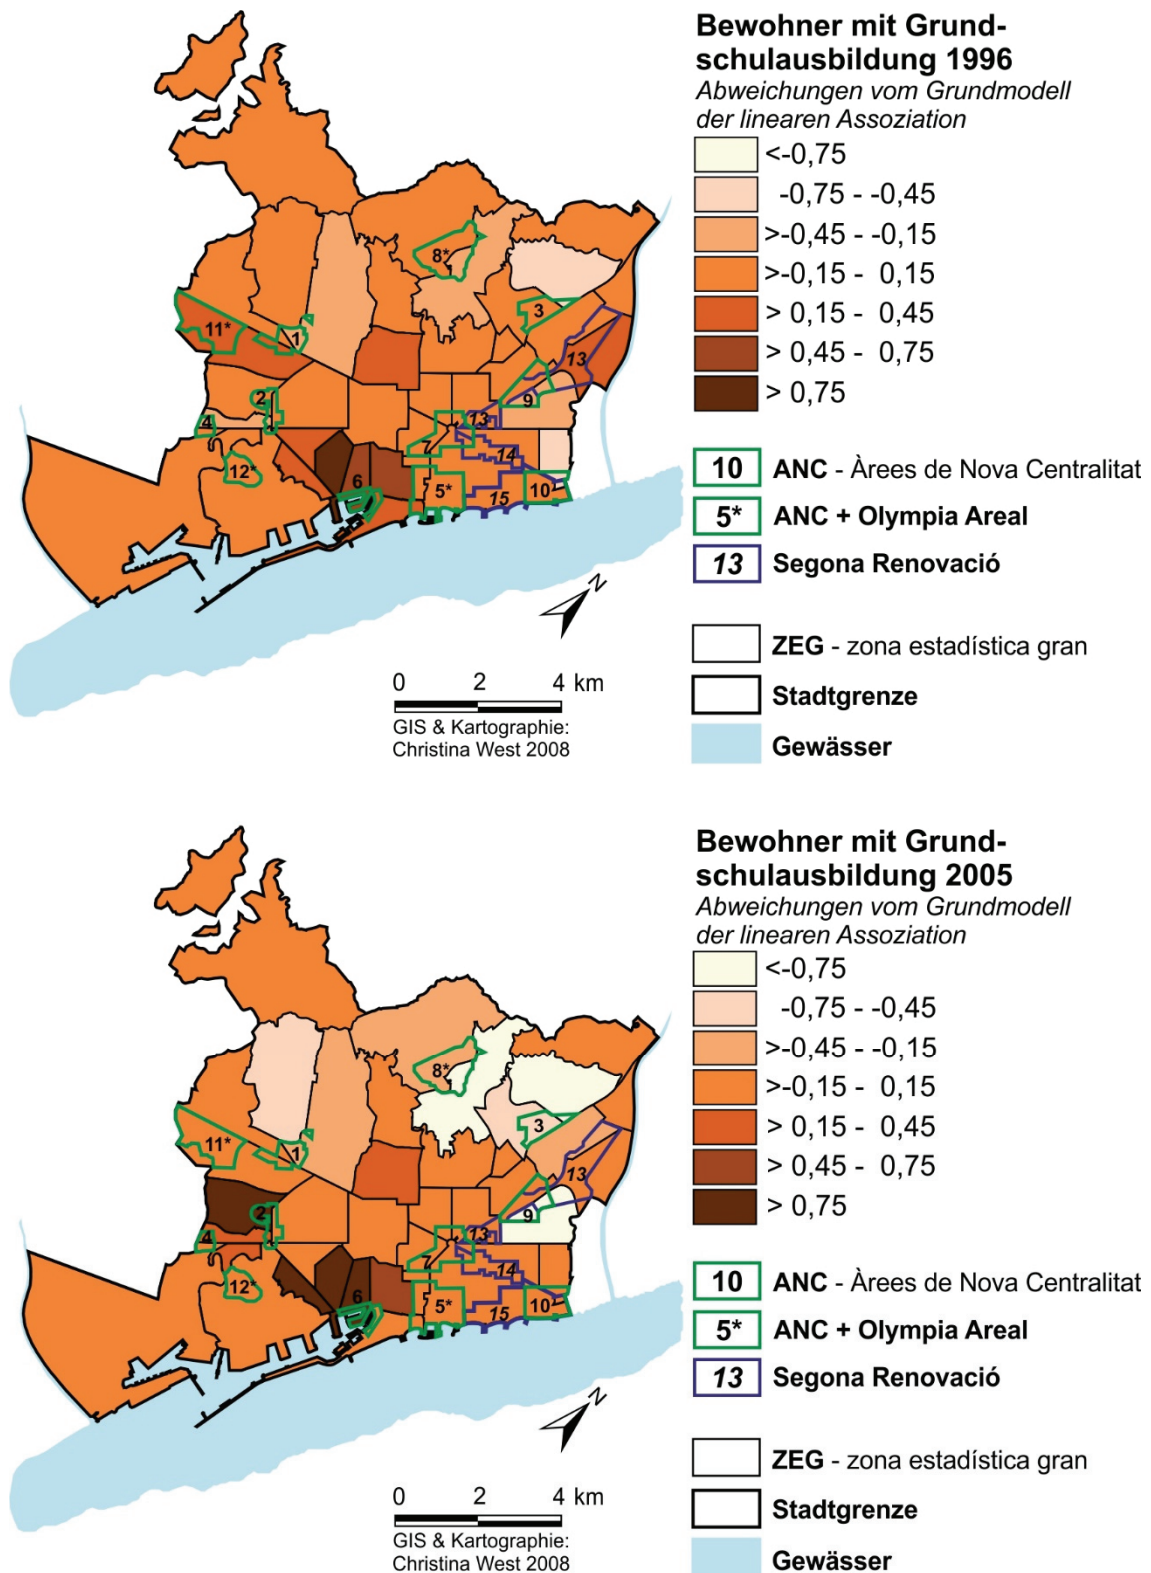 Bewohner mit Grund-
schulausbildung 1996
Abweichungen vom Grundmodell
der linearen Assoziation
<-0,75
-0,75 - -0,45
>-0,45 - -0,15
>-0,15 - 0,15
> 0,15 - 0,45
> 0,45 - 0,75
> 0,75
10 ANC - Àrees de Nova Centralitat
5* ANC + Olympia Areal
13 Segona Renovació
ZEG - zona estadística gran
Stadtgrenze
Gewässer
8*
3
11*
1
13
2
9
4
13
7
14
12*
6
5*
15
10
N
0 2 4 km
GIS & Kartographie:
Christina West 2008
Bewohner mit Grund-
schulausbildung 2005
Abweichungen vom Grundmodell
der linearen Assoziation
<-0,75
-0,75 - -0,45
>-0,45 - -0,15
>-0,15 - 0,15
> 0,15 - 0,45
> 0,45 - 0,75
> 0,75
10 ANC - Àrees de Nova Centralitat
5* ANC + Olympia Areal
13 Segona Renovació
ZEG - zona estadística gran
Stadtgrenze
Gewässer
8*
3
11*
1
13
2
9
4
13
7
14
12*
6
5*
15
10
N
0 2 4 km
GIS & Kartographie:
Christina West 2008